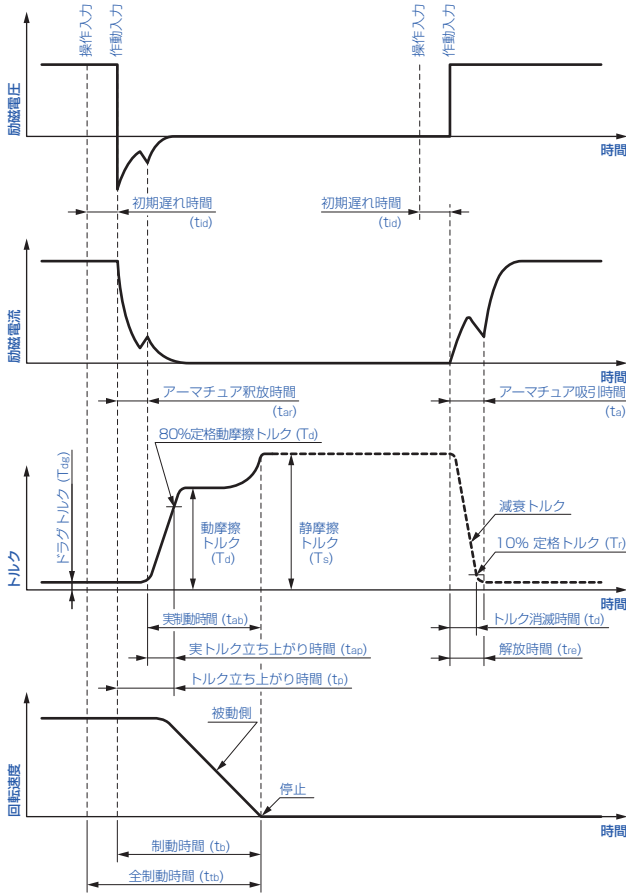 操作入力
作動入力
操作入力
作動入力
励磁電圧
時間
初期遅れ時間
(tid)
初期遅れ時間
(tid)
励磁電流
時間
アーマチュア釈放時間
(tar)
アーマチュア吸引時間
(ta)
80%定格動摩擦トルク (Td)
ドラグトルク (Tdg)
トルク
動摩擦
トルク
(Td)
静摩擦
トルク
(Ts)
減衰トルク
10% 定格トルク (Tr)
時間
実制動時間 (tab)
トルク消滅時間 (td)
実トルク立ち上がり時間 (tap)
解放時間 (tre)
トルク立ち上がり時間 (tp)
被動側
回転速度
停止
時間
制動時間 (tb)
全制動時間 (ttb)